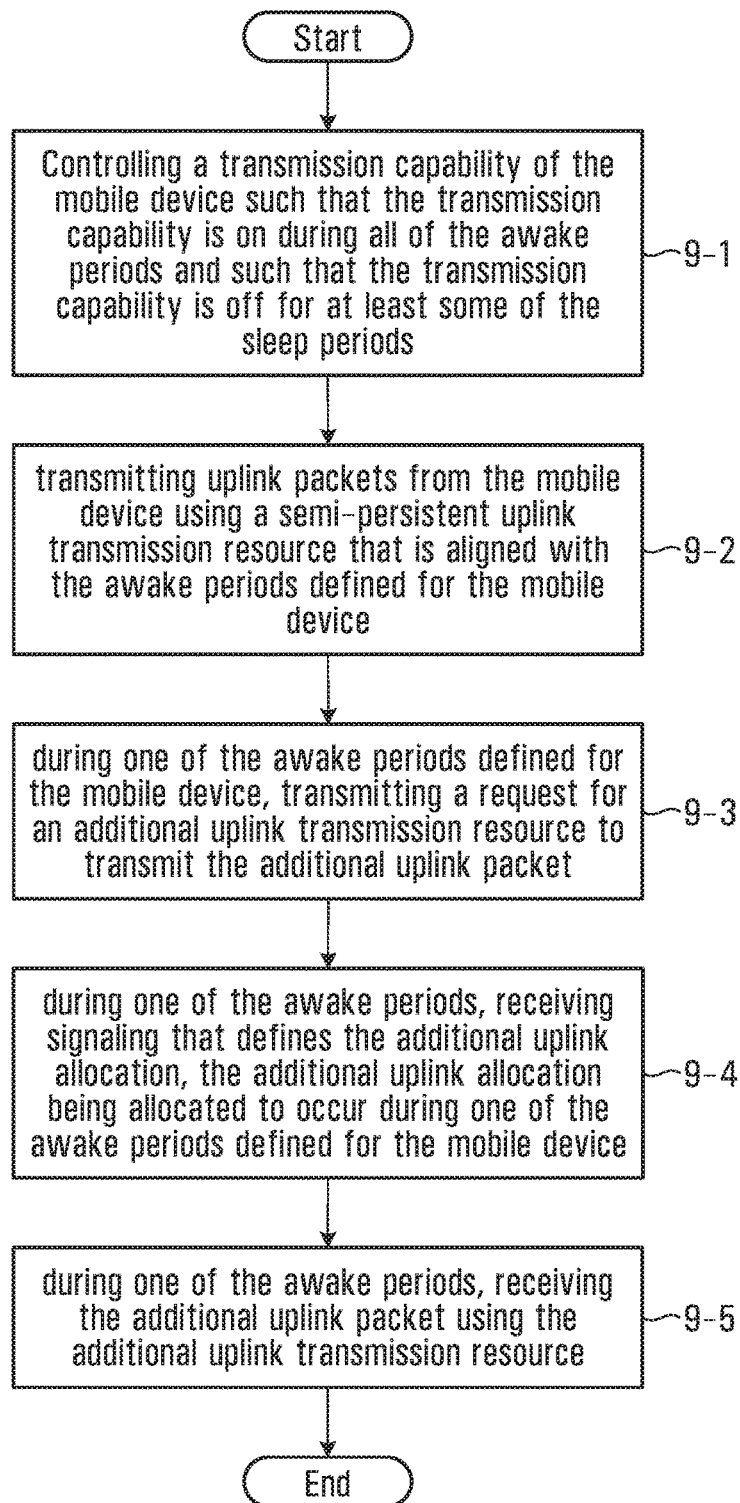 Start
Controlling a transmission capability of the
mobile device such that the transmission
capability is on during all of the awake
periods and such that the transmission
capability is off for at least some of the
sleep periods
9-1
transmitting uplink packets from the mobile
device using a semi-persistent uplink
transmission resource that is aligned with
the awake periods defined for the mobile
device
9-2
during one of the awake periods defined for
the mobile device, transmitting a request for
an additional uplink transmission resource to
transmit the additional uplink packet
9-3
during one of the awake periods, receiving
signaling that defines the additional uplink
allocation, the additional uplink allocation
being allocated to occur during one of the
awake periods defined for the mobile device
9-4
during one of the awake periods, receiving
the additional uplink packet using the
additional uplink transmission resource
9-5
End